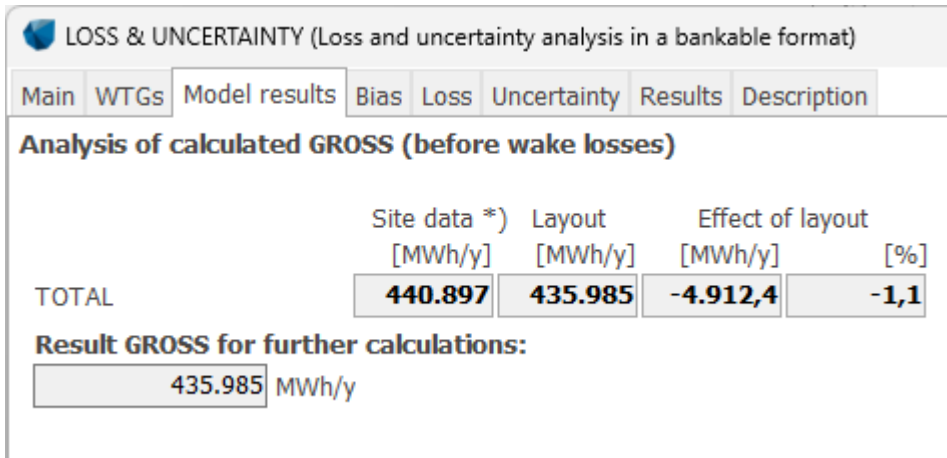 LOSS & UNCERTAINTY (Loss and uncertainty analysis in a bankable format)
Main WTGs Model results Bias Loss Uncertainty Results Description
Analysis of calculated GROSS (before wake losses)
Site data *) Layout Effect of layout
[MWh/y] [MWh/y] [MWh/y] [%]
TOTAL 440.897 435.985 -4.912,4 -1,1
Result GROSS for further calculations:
435.985 MWh/y